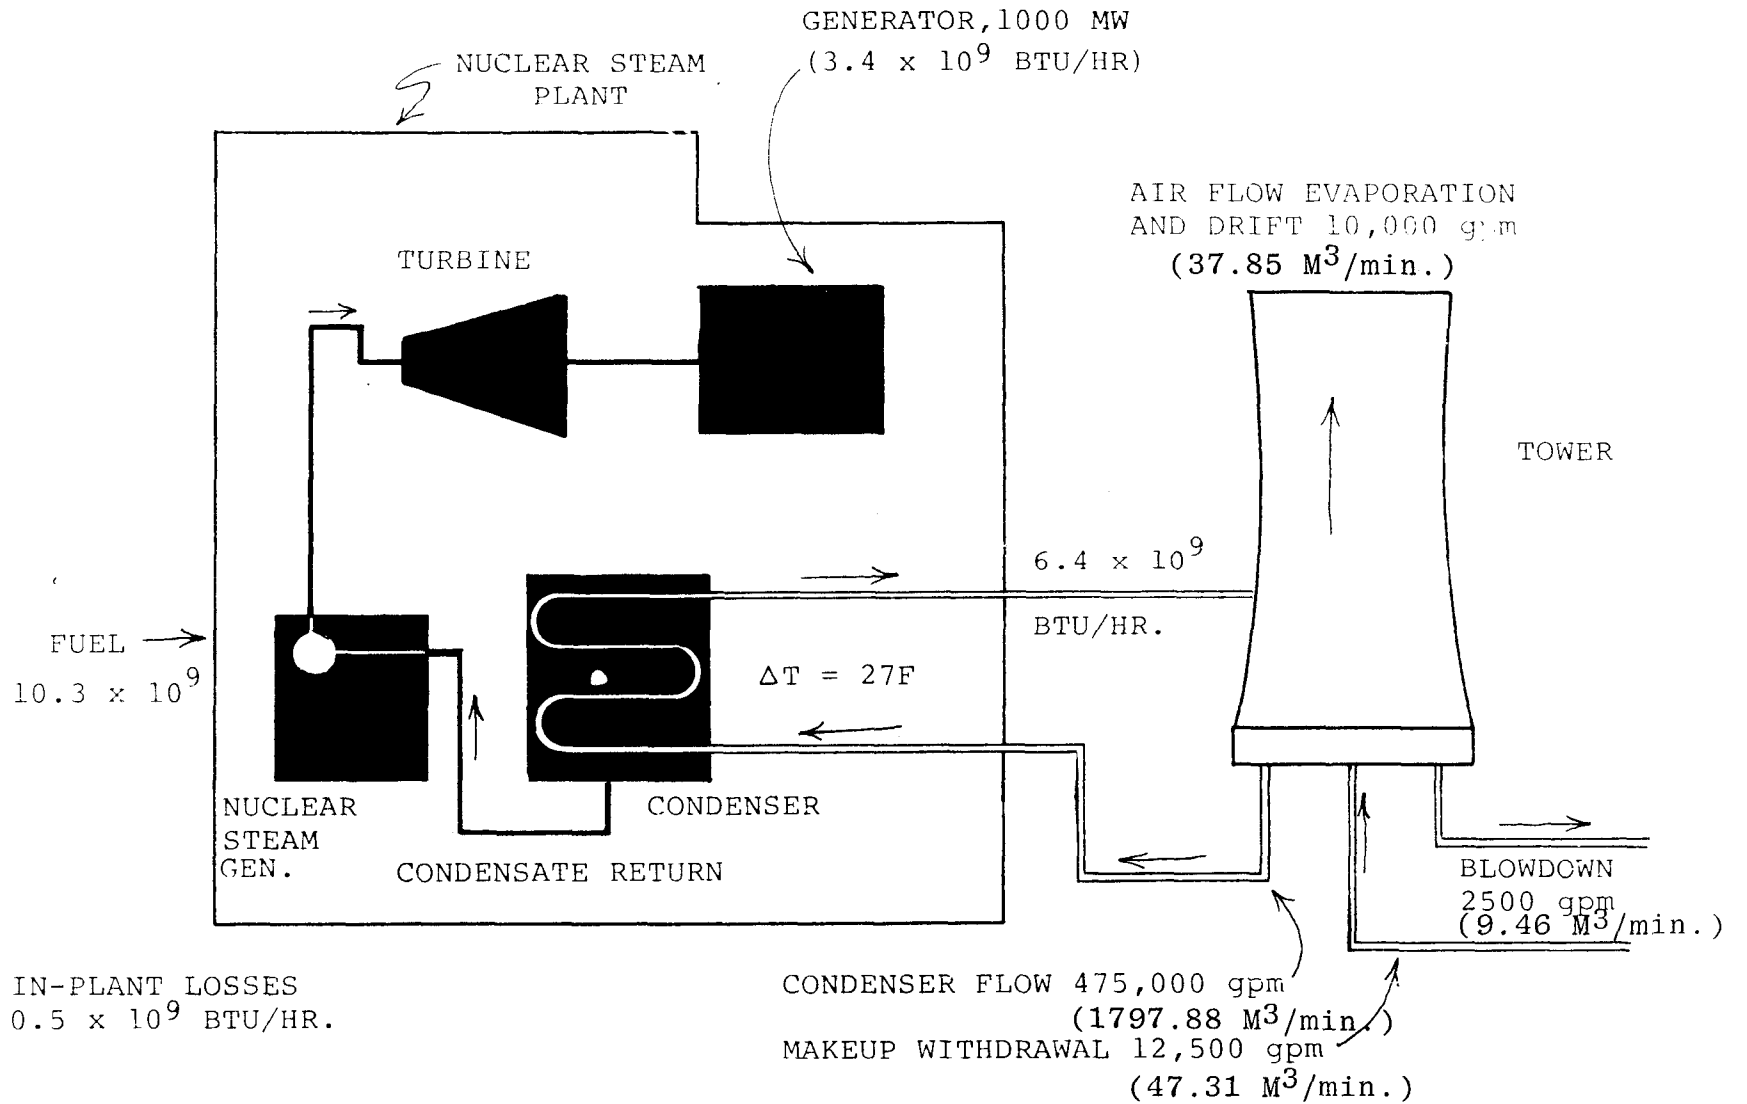 GENERATOR, 1000 MW
(3.4 x 10⁹ BTU/HR)
NUCLEAR STEAM
PLANT
AIR FLOW EVAPORATION
AND DRIFT 10,000 gpm
(37.85 M³/min.)
TURBINE
TOWER
6.4 x 10⁹
BTU/HR.
FUEL
10.3 x 10⁹
ΔT = 27F
NUCLEAR
STEAM
GEN.
CONDENSER
CONDENSATE RETURN
BLOWDOWN
2500 gpm
(9.46 M³/min.)
IN-PLANT LOSSES
0.5 x 10⁹ BTU/HR.
CONDENSER FLOW 475,000 gpm
(1797.88 M³/min.)
MAKEUP WITHDRAWAL 12,500 gpm
(47.31 M³/min.)